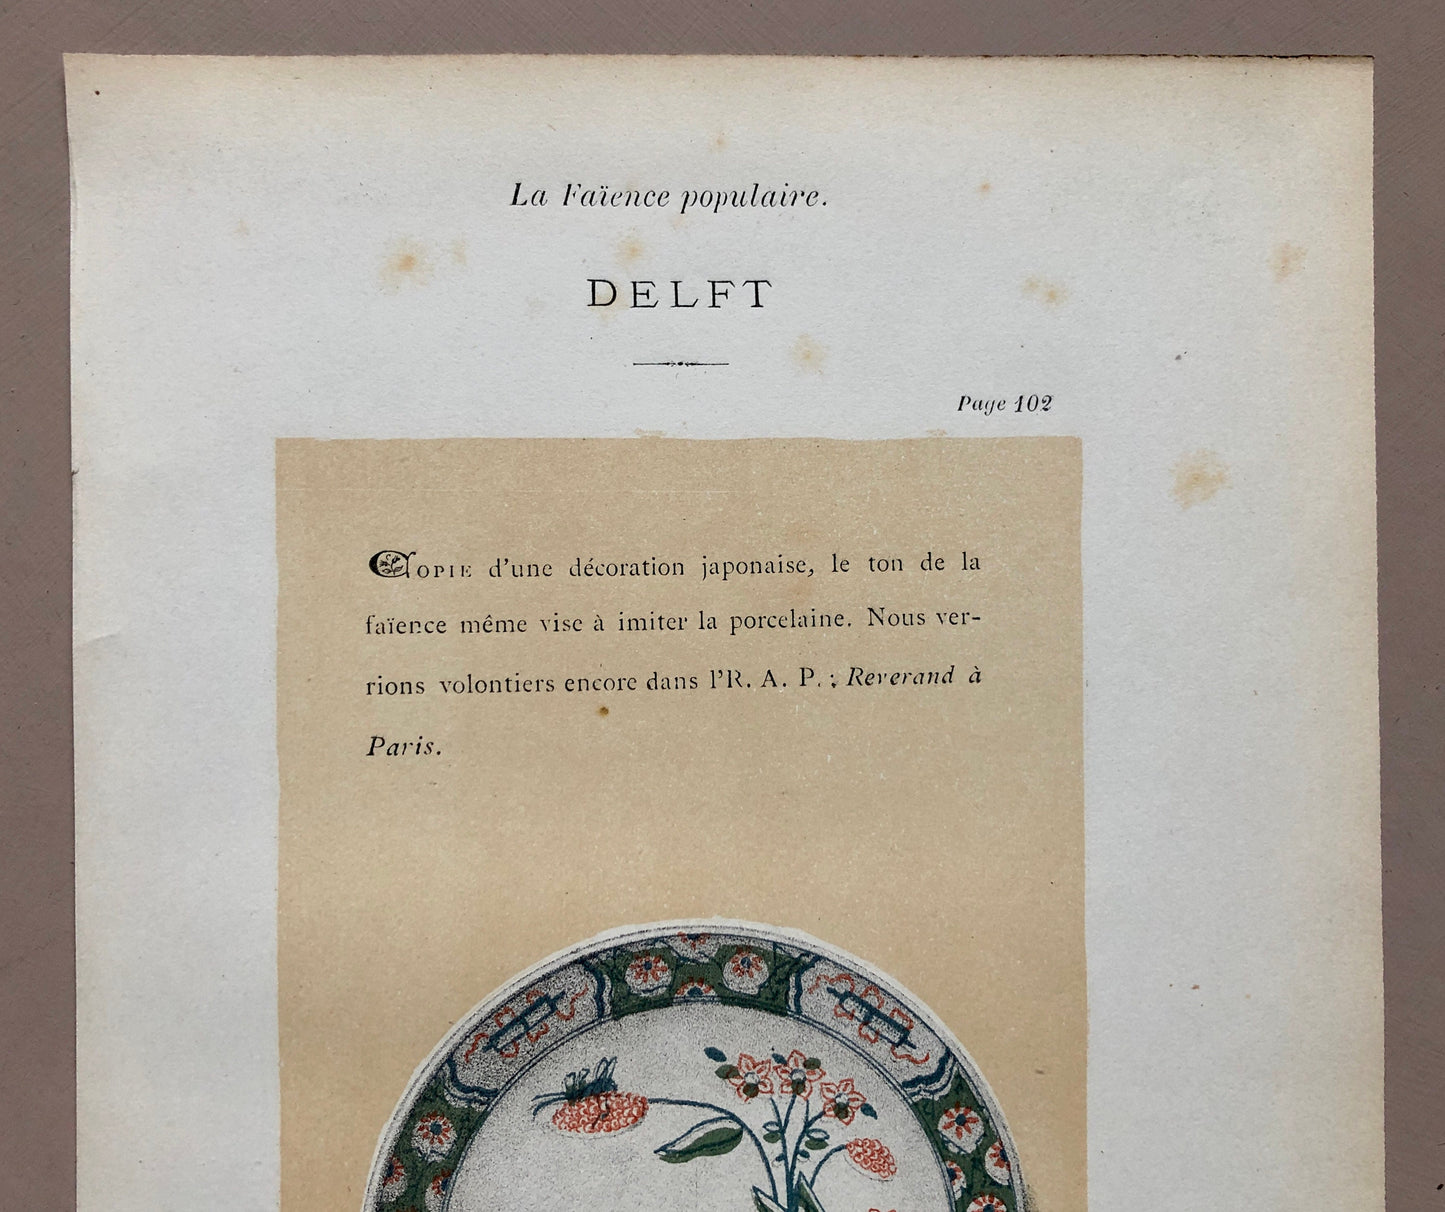 La Faïence populaire.
DELFT
Page 102
COPIE d'une décoration japonaise, le ton de la
faïence même vise à imiter la porcelaine. Nous ver-
rions volontiers encore dans l'R. A. P. ; Reverand à
Paris.